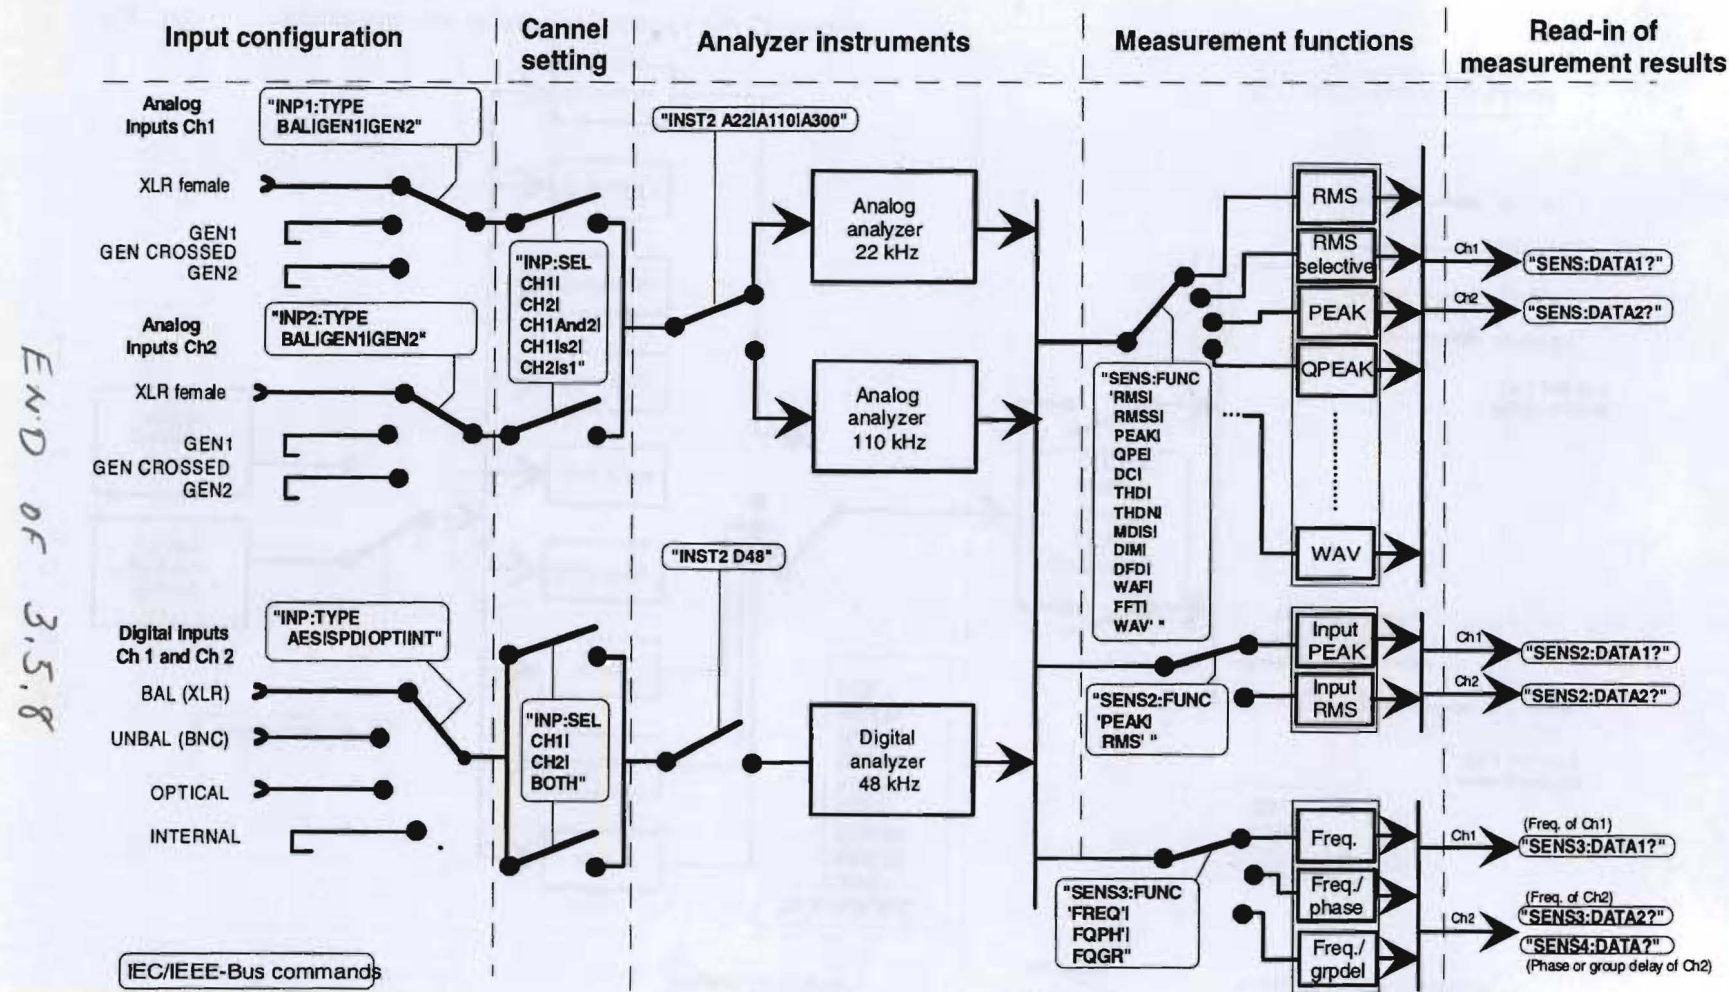 Input configuration
Cannel
setting
Analyzer instruments
Measurement functions
Read-in of
measurement results
Analog
Inputs Ch1
"INP1:TYPE
BAL|GEN1|GEN2"
XLR female
GEN1
GEN CROSSED
GEN2
Analog
Inputs Ch2
"INP2:TYPE
BAL|GEN1|GEN2"
XLR female
GEN1
GEN CROSSED
GEN2
Digital inputs
Ch 1 and Ch 2
"INP:TYPE
AES|SPDI|OPTI|INT"
BAL (XLR)
UNBAL (BNC)
OPTICAL
INTERNAL
IEC/IEEE-Bus commands
"INP:SEL
CH1|
CH2|
CH1And2|
CH1Is2|
CH2Is1"
"INP:SEL
CH1|
CH2|
BOTH"
"INST2 A22|A110|A300"
Analog
analyzer
22 kHz
Analog
analyzer
110 kHz
"INST2 D48"
Digital
analyzer
48 kHz
"SENS:FUNC
'RMS|
RMSS|
PEAK|
QPE|
DC|
THD|
THDN|
MDIS|
DIM|
DFD|
WAF|
FFT|
WAV' "
RMS
RMS
selective
PEAK
QPEAK
WAV
"SENS2:FUNC
'PEAK|
RMS' "
Input
PEAK
Input
RMS
"SENS3:FUNC
'FREQ'|
FQPH'|
FQGR"
Freq.
Freq./
phase
Freq./
grpdel
Ch1
"SENS:DATA1?"
Ch2
"SENS:DATA2?"
Ch1
"SENS2:DATA1?"
Ch2
"SENS2:DATA2?"
Ch1
(Freq. of Ch1)
"SENS3:DATA1?"
Ch2
(Freq. of Ch2)
"SENS3:DATA2?"
"SENS4:DATA?"
(Phase or group delay of Ch2)
END OF 3.5.8